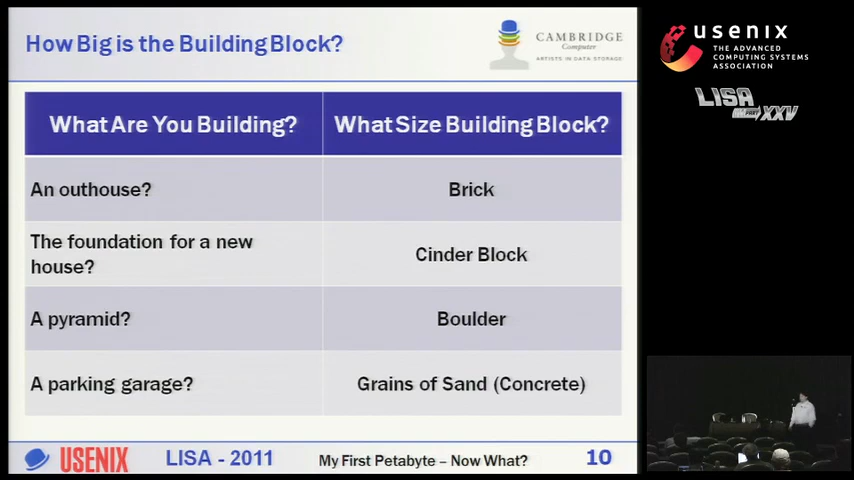 How Big is the Building Block?
CAMBRIDGE
Computer
ARTISTS IN DATA STORAGE
usenix
THE ADVANCED
COMPUTING SYSTEMS
ASSOCIATION
LISA
PART XXV
What Are You Building?
What Size Building Block?
An outhouse?
Brick
The foundation for a new
house?
Cinder Block
A pyramid?
Boulder
A parking garage?
Grains of Sand (Concrete)
USENIX
LISA - 2011
My First Petabyte – Now What?
10